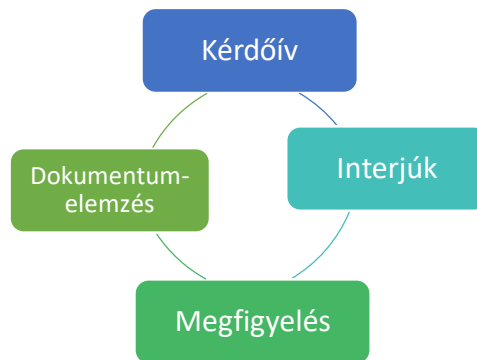 Kérdőív
Interjúk
Megfigyelés
Dokumentum-
elemzés